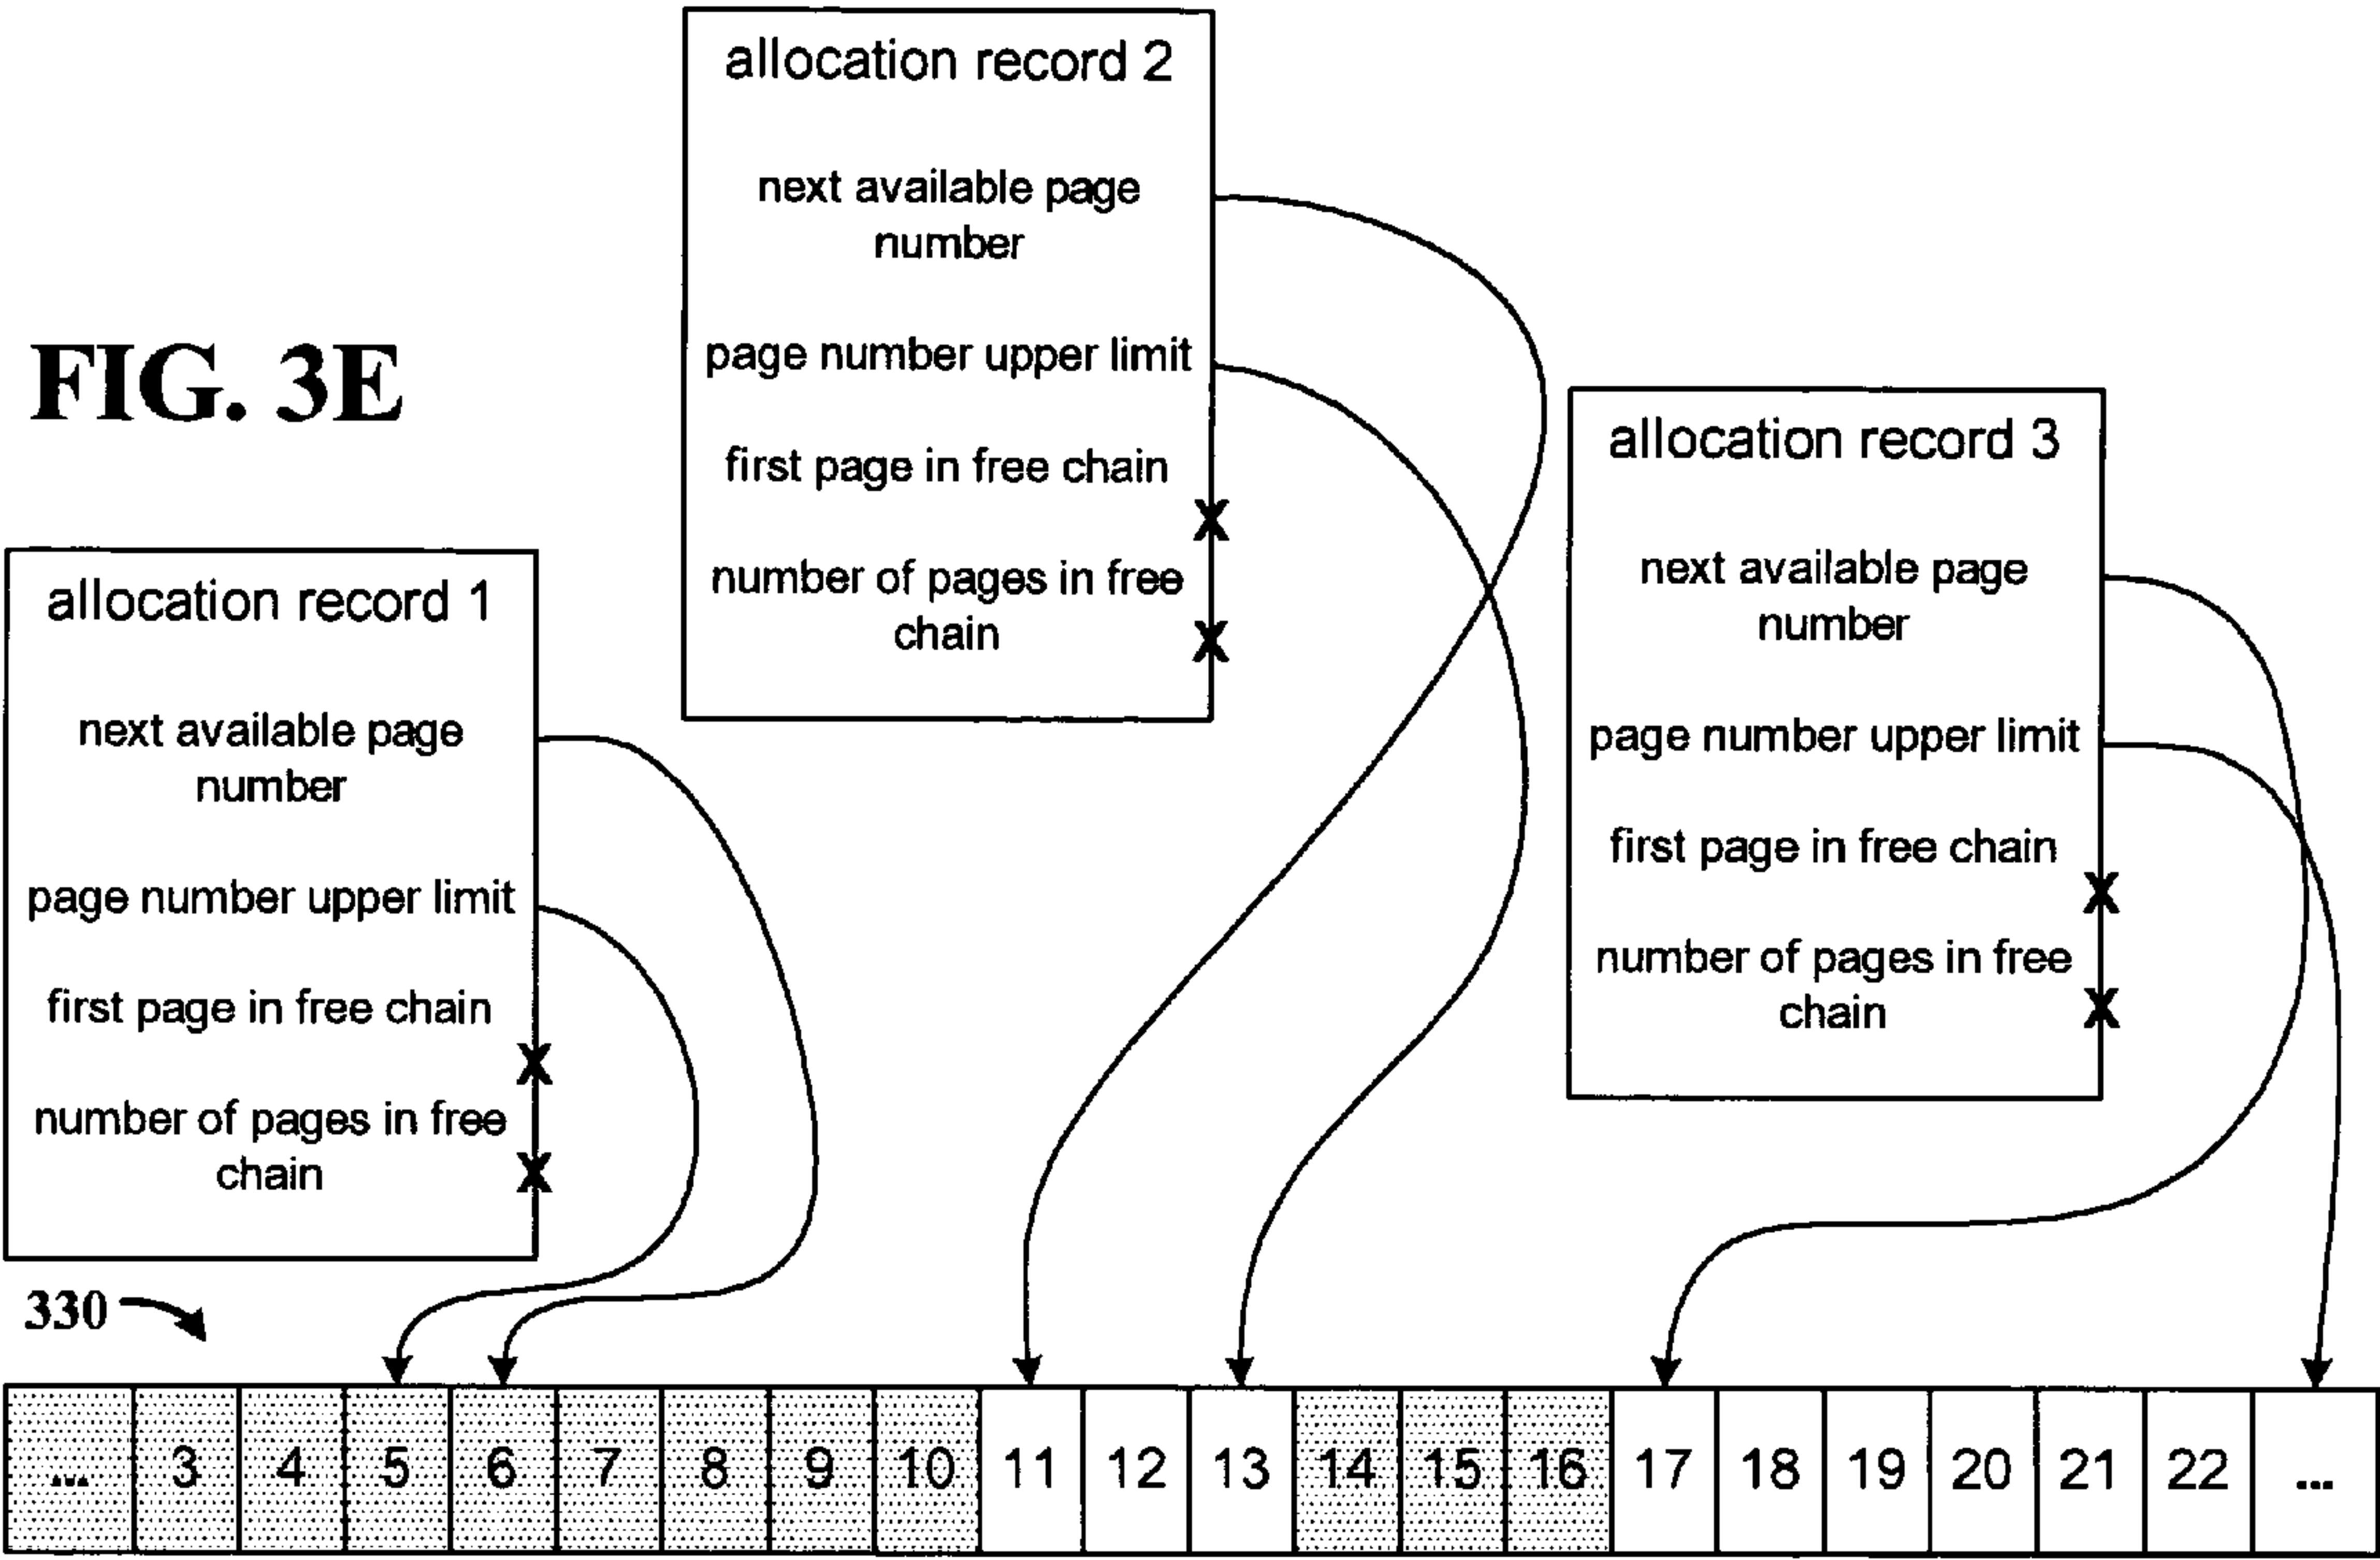 allocation record 2
next available page
number
page number upper limit
first page in free chain
X
number of pages in free
chain
X
FIG. 3E
allocation record 3
next available page
number
page number upper limit
first page in free chain
X
number of pages in free
chain
X
allocation record 1
next available page
number
page number upper limit
first page in free chain
X
number of pages in free
chain
X
330
... 3 4 5 6 7 8 9 10 11 12 13 14 15 16 17 18 19 20 21 22 ...